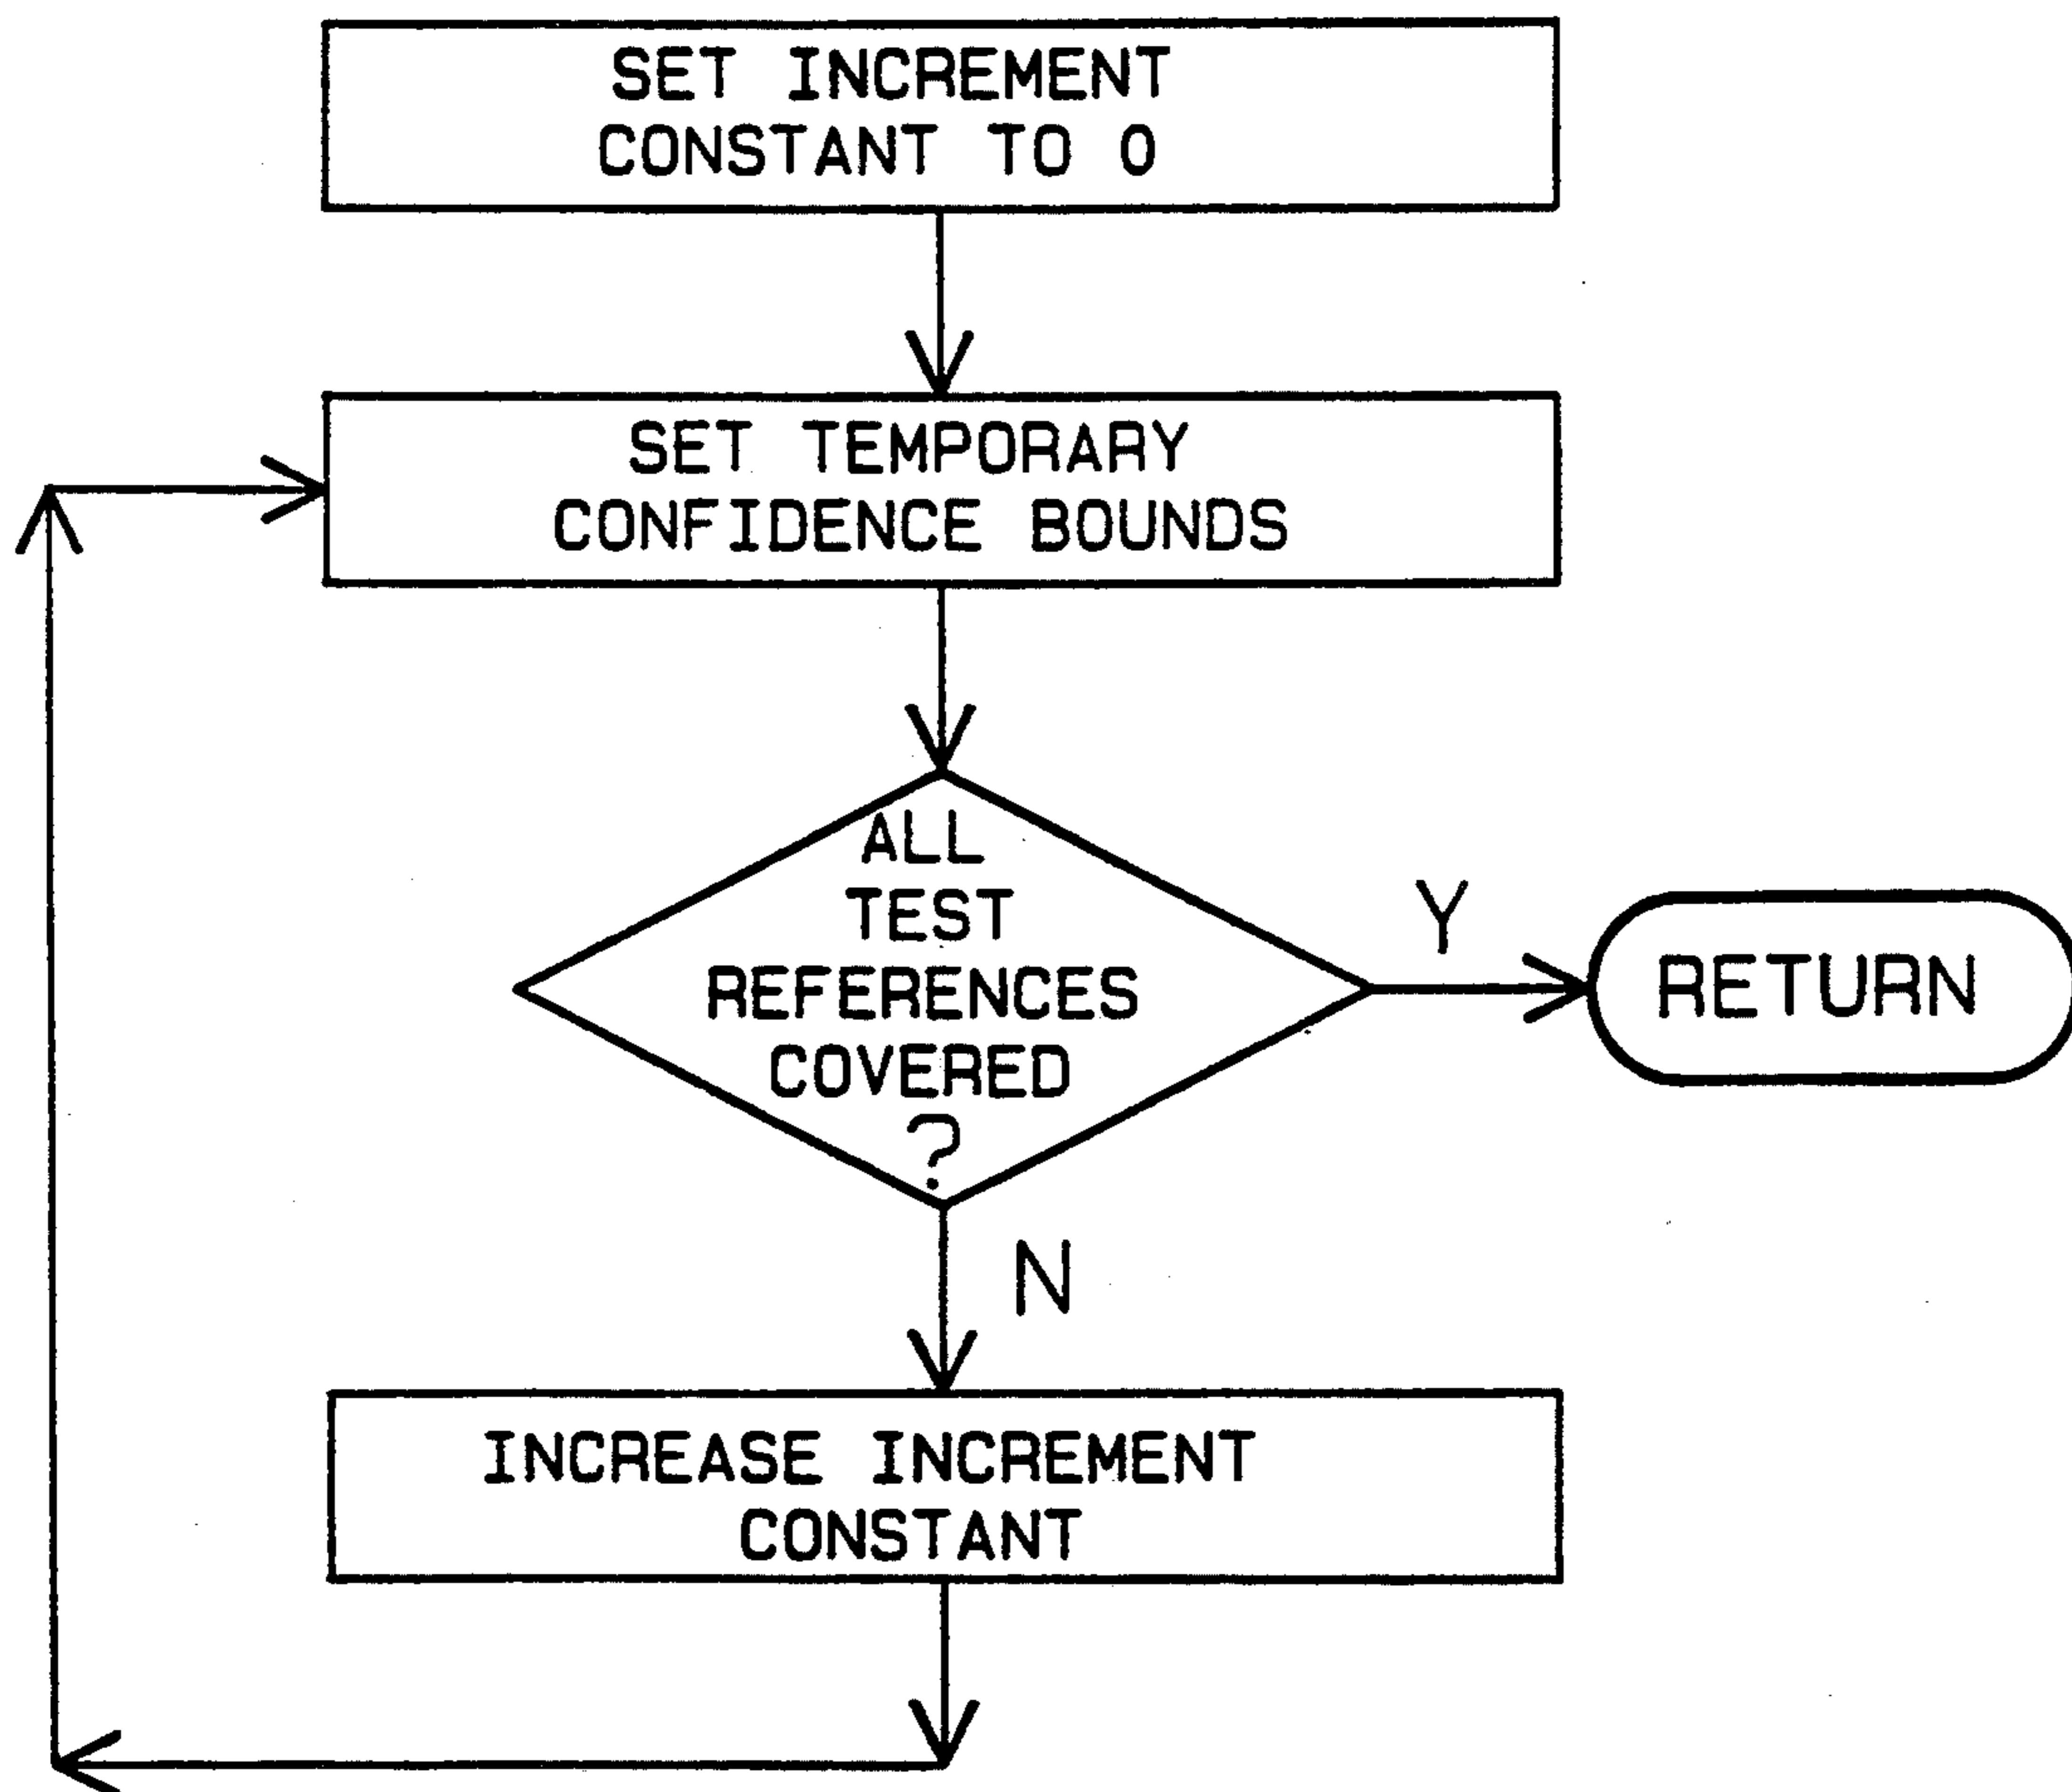 SET INCREMENT
CONSTANT TO 0
SET TEMPORARY
CONFIDENCE BOUNDS
ALL
TEST
REFERENCES
COVERED
?
Y
RETURN
N
INCREASE INCREMENT
CONSTANT